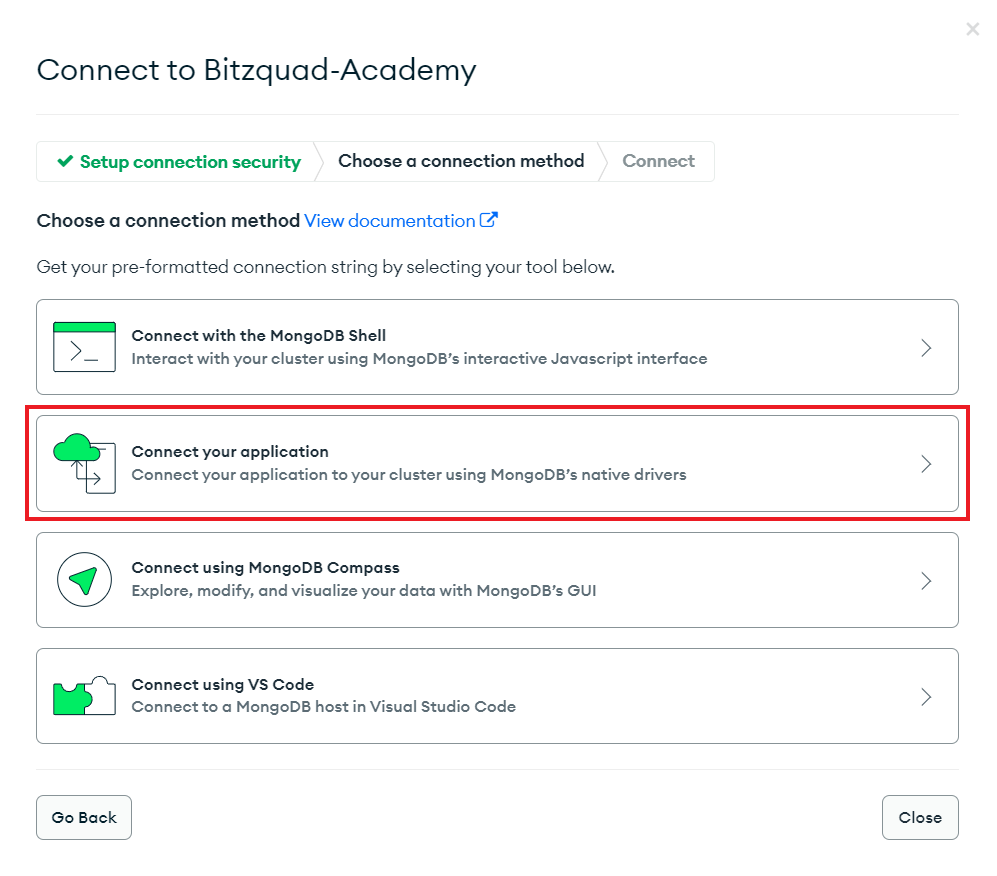 Connect to Bitzquad-Academy
Setup connection security
Choose a connection method
Connect
Choose a connection method View documentation
Get your pre-formatted connection string by selecting your tool below.
Connect with the MongoDB Shell
Interact with your cluster using MongoDB's interactive Javascript interface
Connect your application
Connect your application to your cluster using MongoDB's native drivers
Connect using MongoDB Compass
Explore, modify, and visualize your data with MongoDB's GUI
Connect using VS Code
Connect to a MongoDB host in Visual Studio Code
Go Back
Close